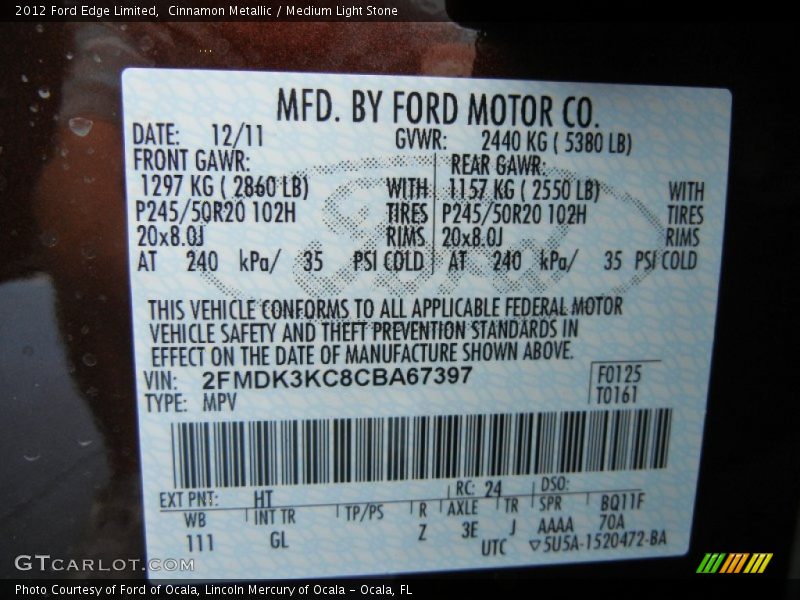 2012 Ford Edge Limited,  Cinnamon Metallic / Medium Light Stone
MFD. BY FORD MOTOR CO.
DATE: 12/11 GVWR: 2440 KG ( 5380 LB)
FRONT GAWR: REAR GAWR:
1297 KG ( 2860 LB) WITH 1157 KG ( 2550 LB) WITH
P245/50R20 102H TIRES P245/50R20 102H TIRES
20x8.0J RIMS 20x8.0J RIMS
AT 240 kPa/ 35 PSI COLD AT 240 kPa/ 35 PSI COLD
Ford
THIS VEHICLE CONFORMS TO ALL APPLICABLE FEDERAL MOTOR
VEHICLE SAFETY AND THEFT PREVENTION STANDARDS IN
EFFECT ON THE DATE OF MANUFACTURE SHOWN ABOVE.
VIN: 2FMDK3KC8CBA67397 F0125
TYPE: MPV T0161
EXT PNT: HT RC: 24 DSO:
WB INT TR TP/PS R AXLE TR SPR BQ11F
111 GL Z 3E J AAAA 70A
UTC ▽5U5A-1520472-BA
GTCARLOT.COM
Photo Courtesy of Ford of Ocala, Lincoln Mercury of Ocala - Ocala, FL